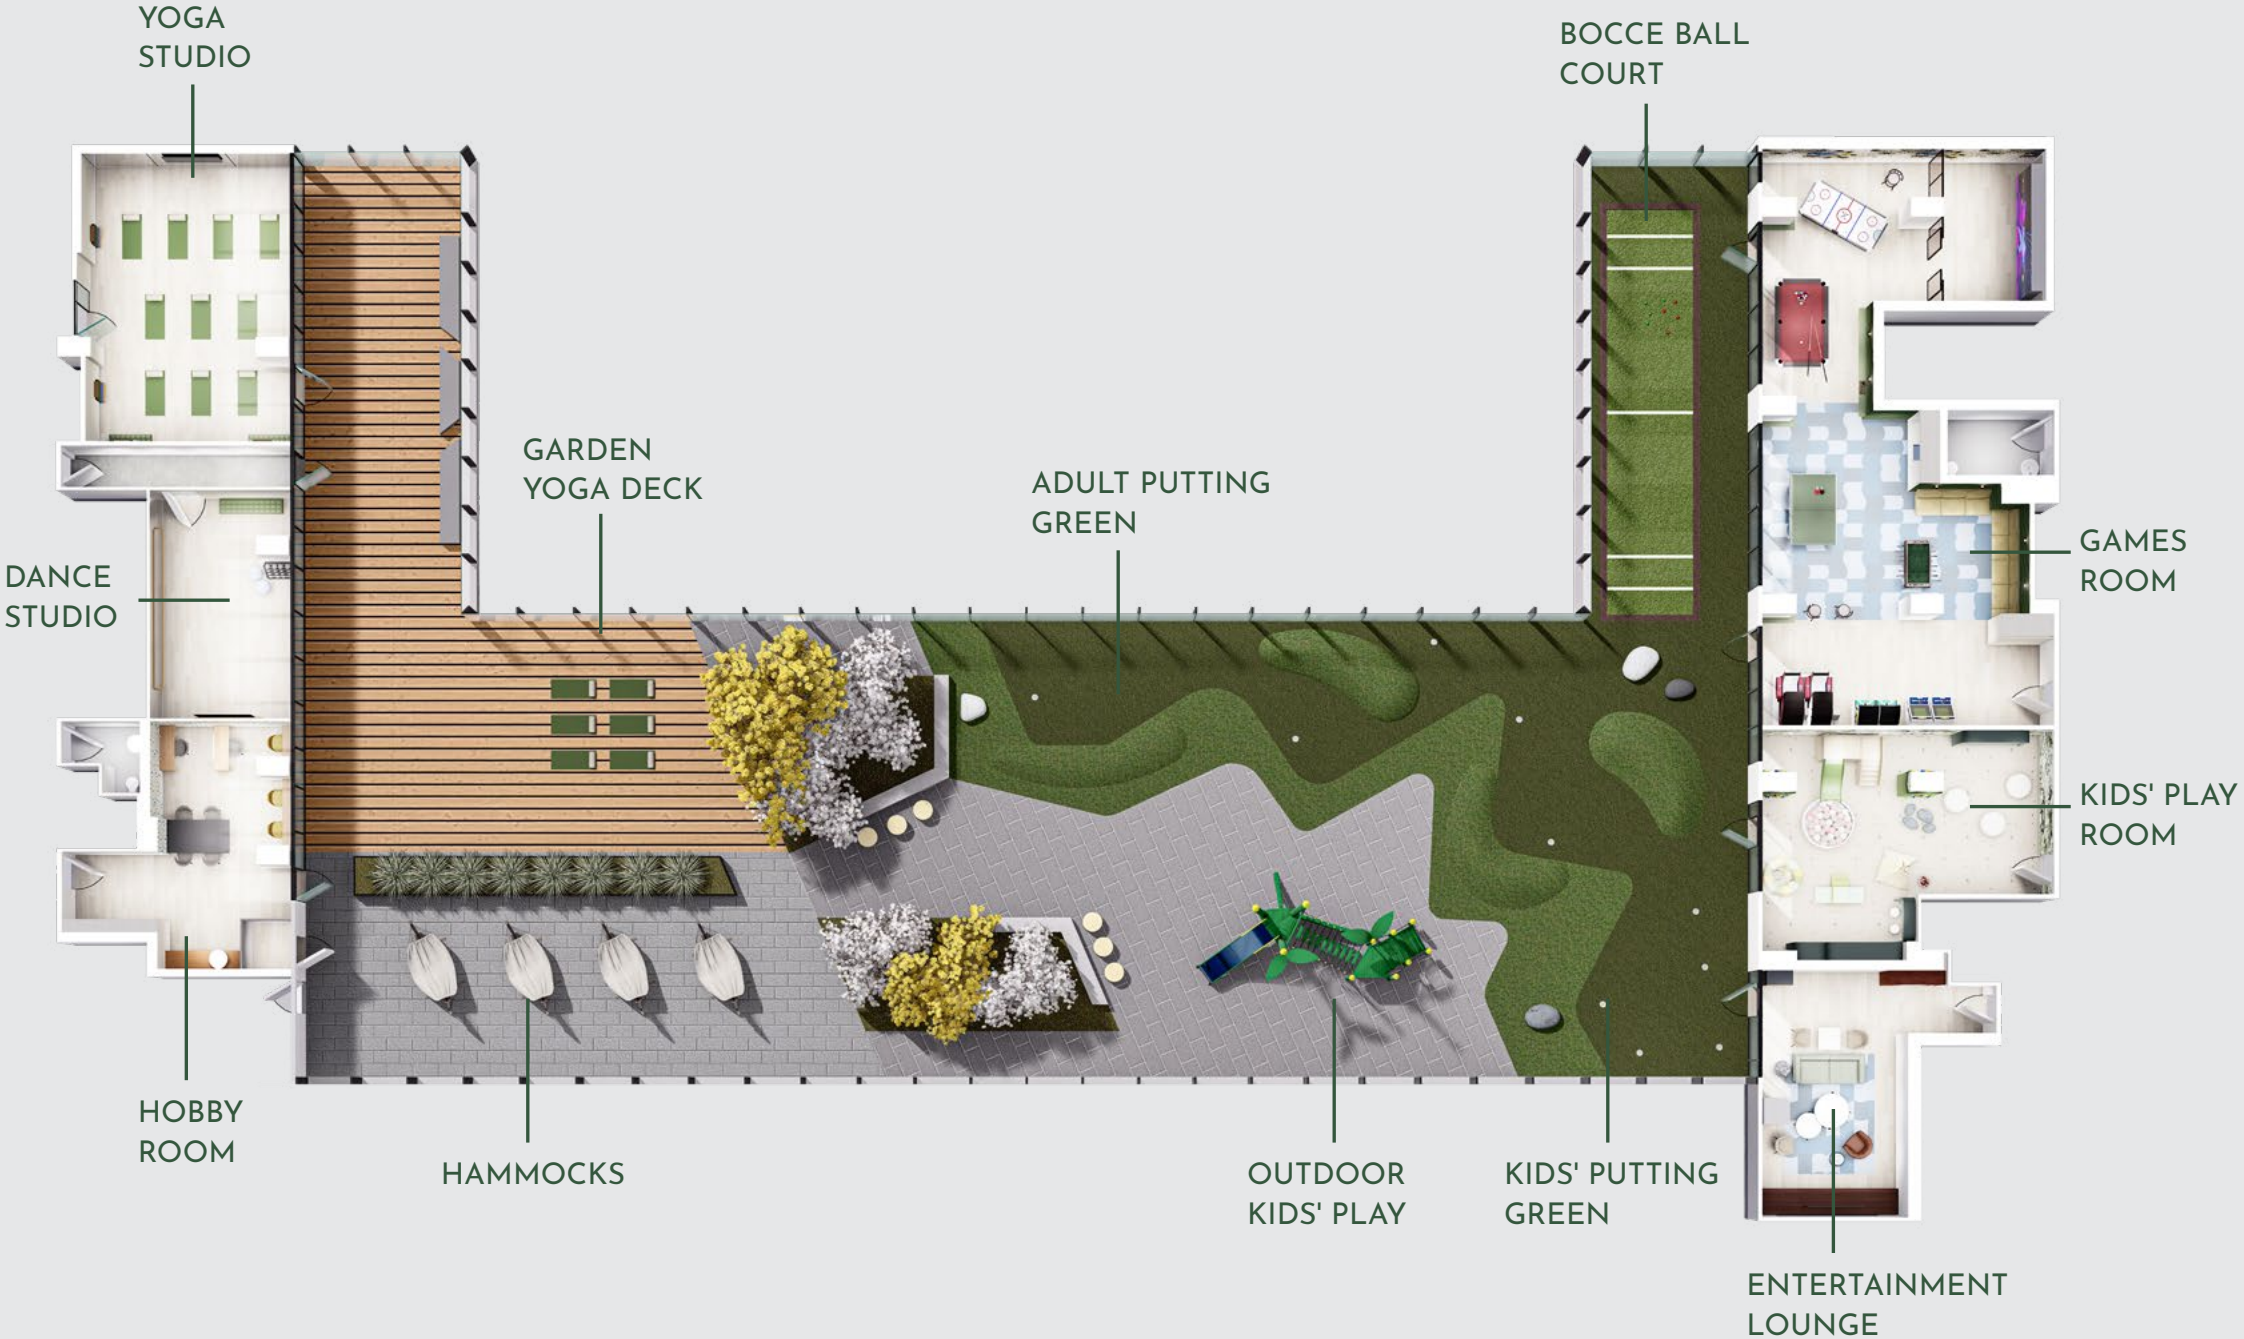 YOGA
STUDIO
BOCCE BALL
COURT
GARDEN
YOGA DECK
ADULT PUTTING
GREEN
DANCE
STUDIO
GAMES
ROOM
KIDS' PLAY
ROOM
HOBBY
ROOM
HAMMOCKS
OUTDOOR
KIDS' PLAY
KIDS' PUTTING
GREEN
ENTERTAINMENT
LOUNGE